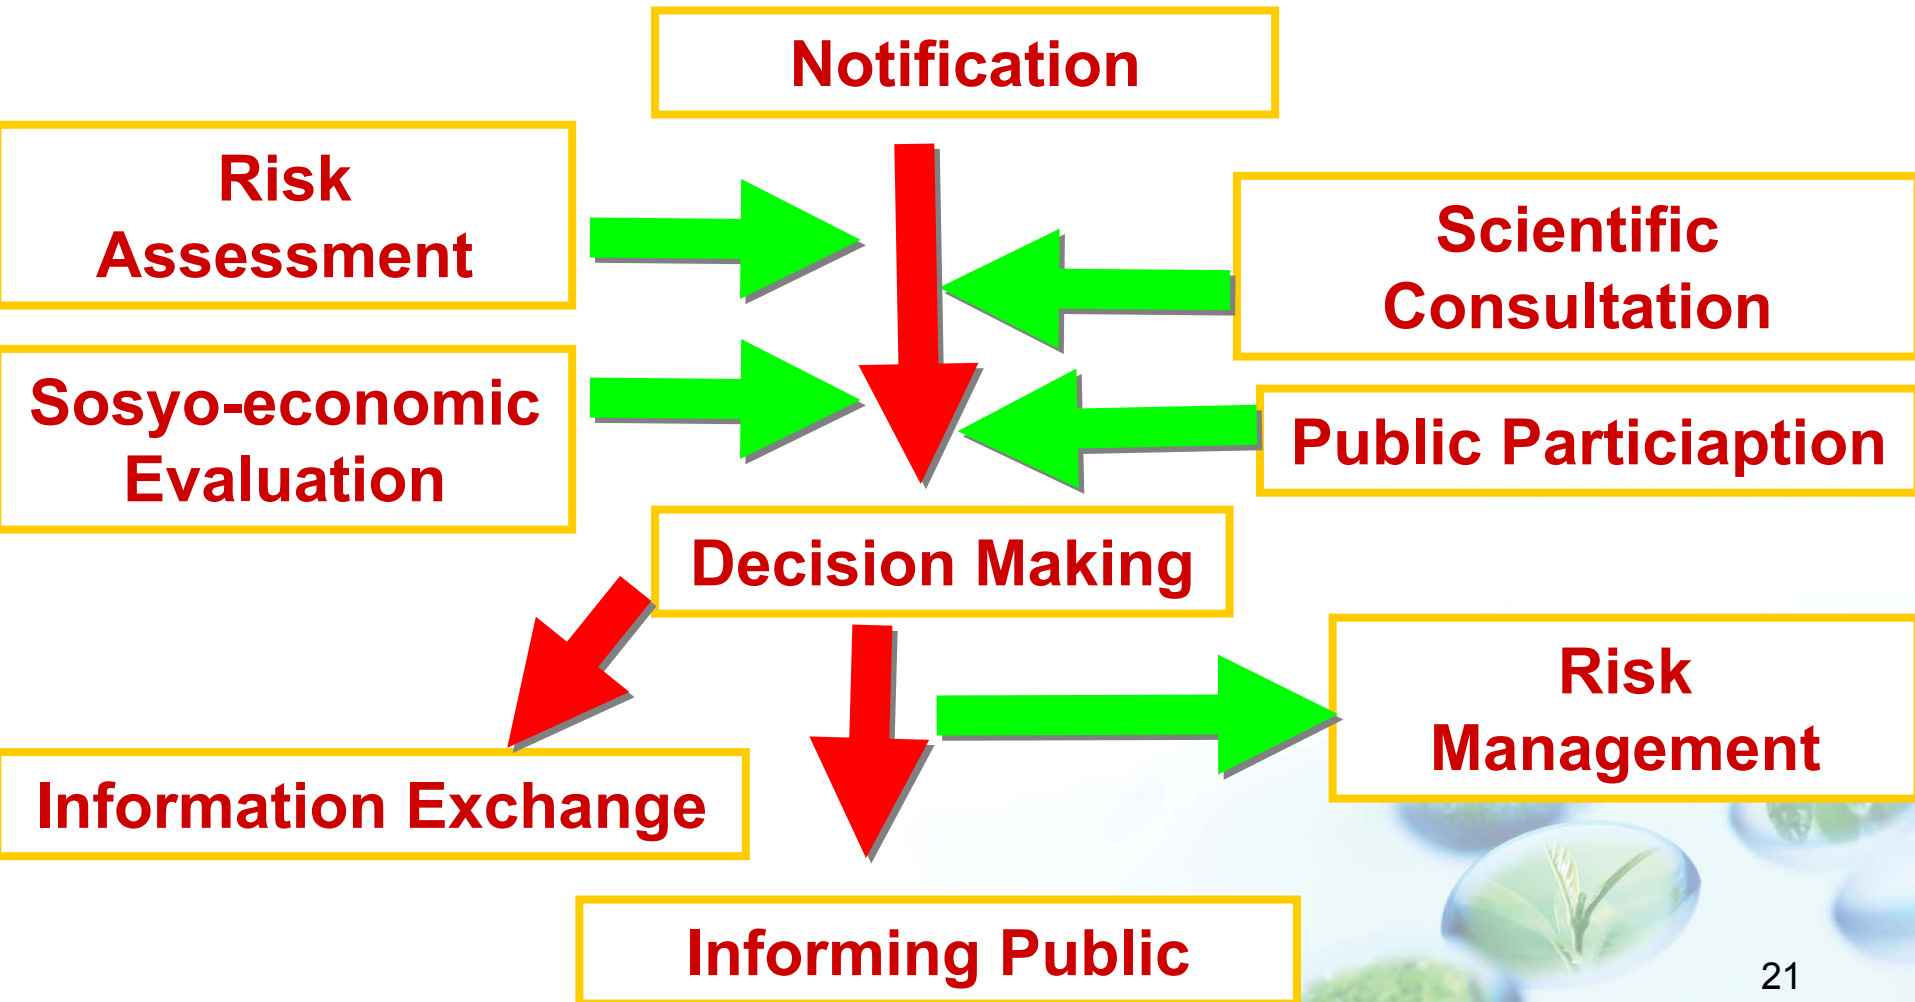 Notification
Risk
Assessment
Scientific
Consultation
Sosyo-economic
Evaluation
Public Particiaption
Decision Making
Risk
Management
Information Exchange
Informing Public
21